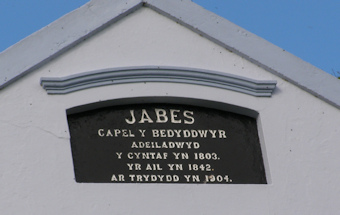 JABES
CAPEL Y BEDYDDWYR
ADEILADWYD
Y CYNTAF YN 1803.
YR AIL YN 1842.
AR TRYDYDD YN 1904.